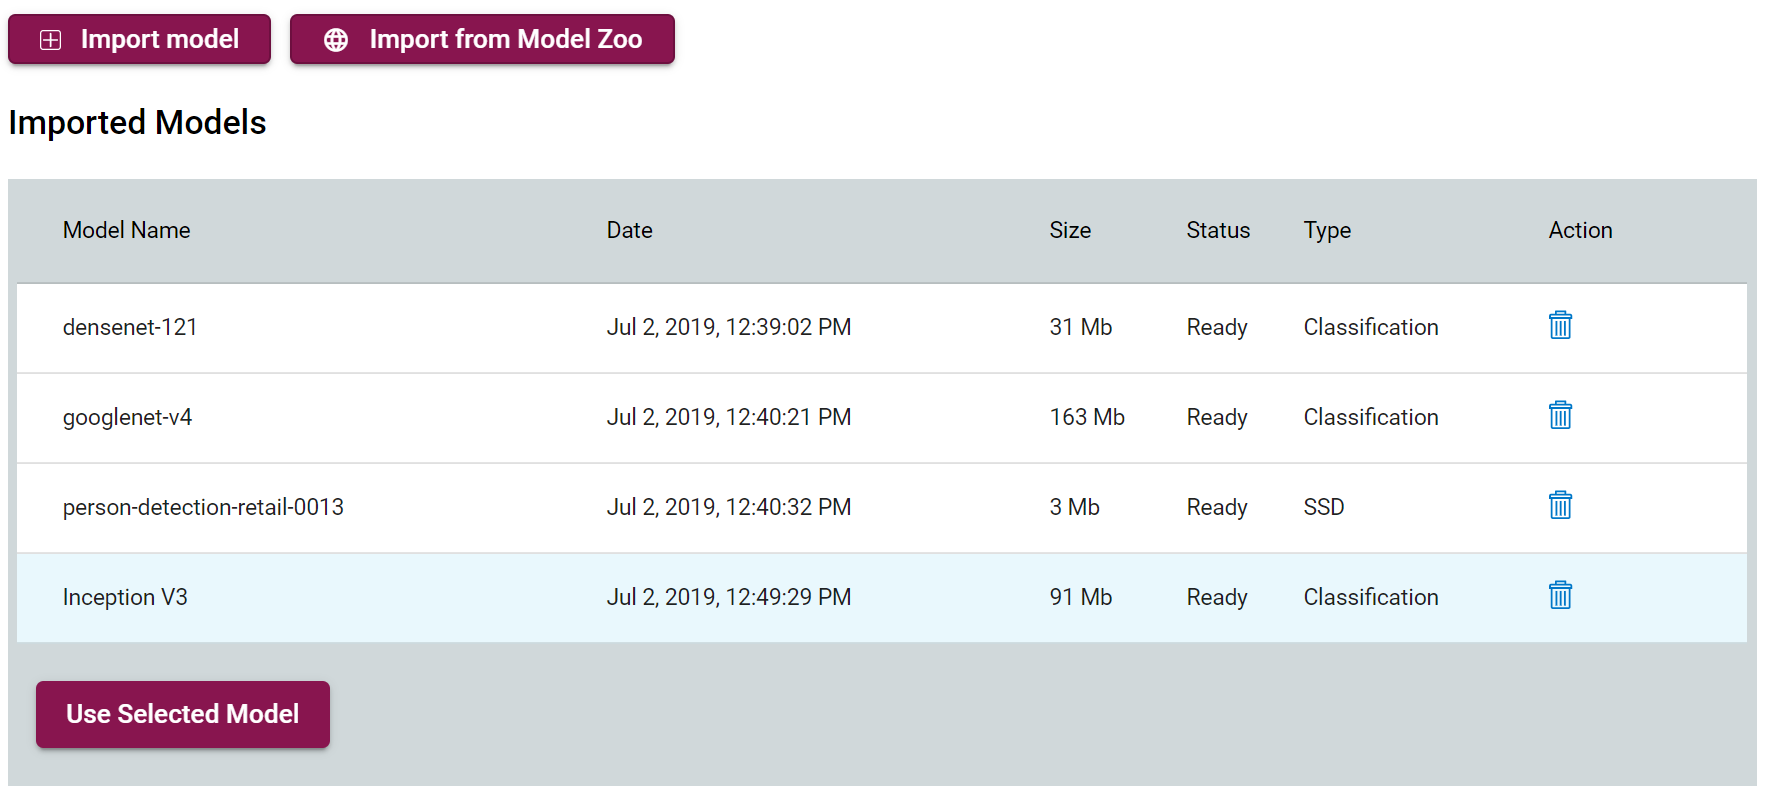 Import model Import from Model Zoo
Imported Models
Model Name Date Size Status Type Action
densenet-121 Jul 2, 2019, 12:39:02 PM 31 Mb Ready Classification
googlenet-v4 Jul 2, 2019, 12:40:21 PM 163 Mb Ready Classification
person-detection-retail-0013 Jul 2, 2019, 12:40:32 PM 3 Mb Ready SSD
Inception V3 Jul 2, 2019, 12:49:29 PM 91 Mb Ready Classification
Use Selected Model